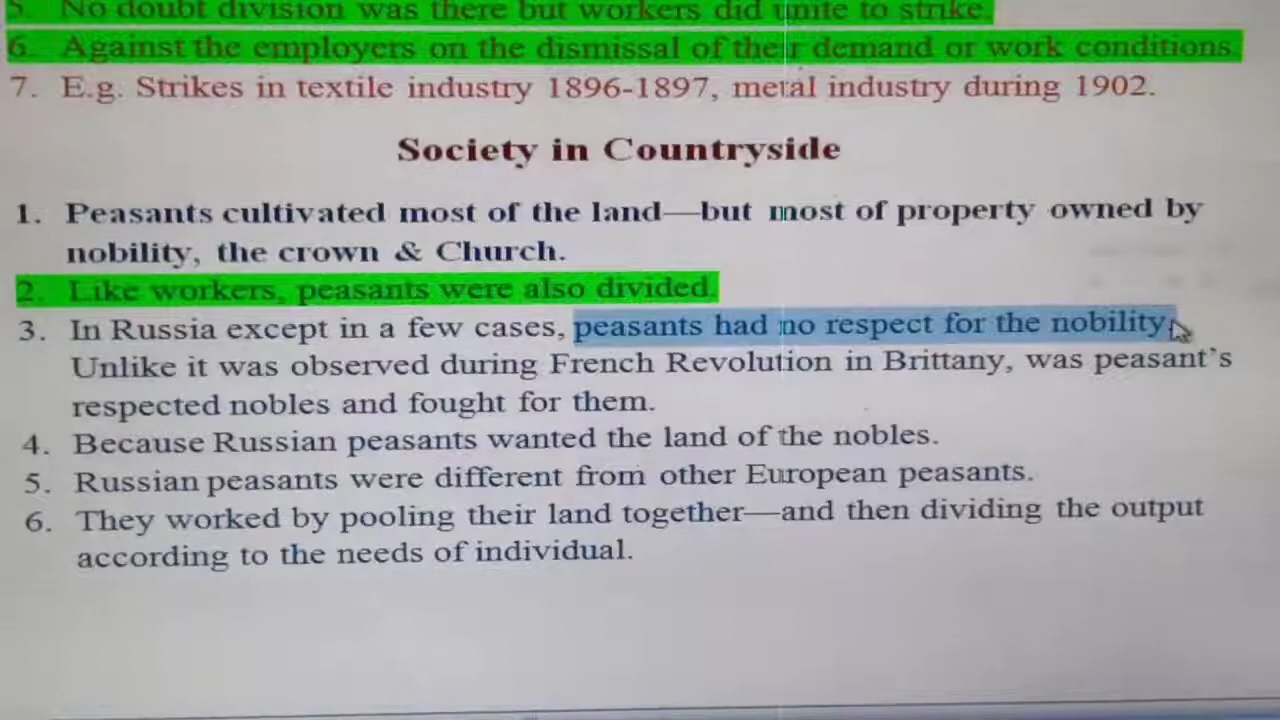 5. No doubt division was there but workers did unite to strike
6. Against the employers on the dismissal of their demand or work conditions.
7. E.g. Strikes in textile industry 1896-1897, metal industry during 1902.
Society in Countryside
1. Peasants cultivated most of the land—but most of property owned by
nobility, the crown & Church.
2. Like workers, peasants were also divided.
3. In Russia except in a few cases, peasants had no respect for the nobility.
Unlike it was observed during French Revolution in Brittany, was peasant's
respected nobles and fought for them.
4. Because Russian peasants wanted the land of the nobles.
5. Russian peasants were different from other European peasants.
6. They worked by pooling their land together—and then dividing the output
according to the needs of individual.